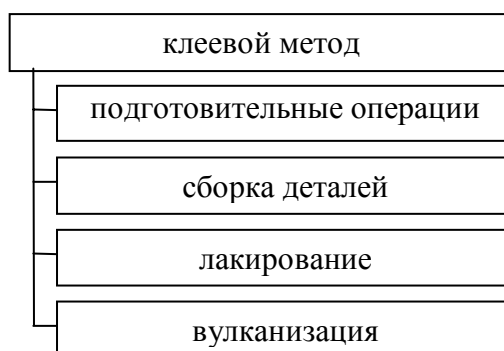 клеевой метод
подготовительные операции
сборка деталей
лакирование
вулканизация